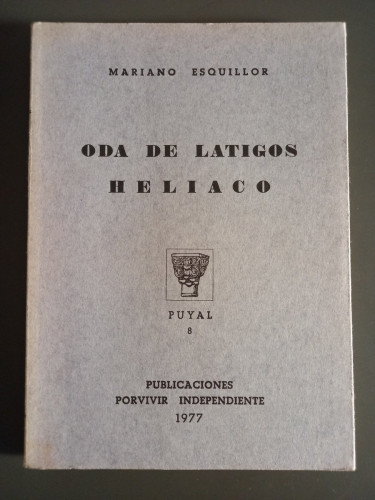 MARIANO ESQUILLOR
ODA DE LATIGOS
HELIACO
PUYAL
8
PUBLICACIONES
PORVIVIR INDEPENDIENTE
1977